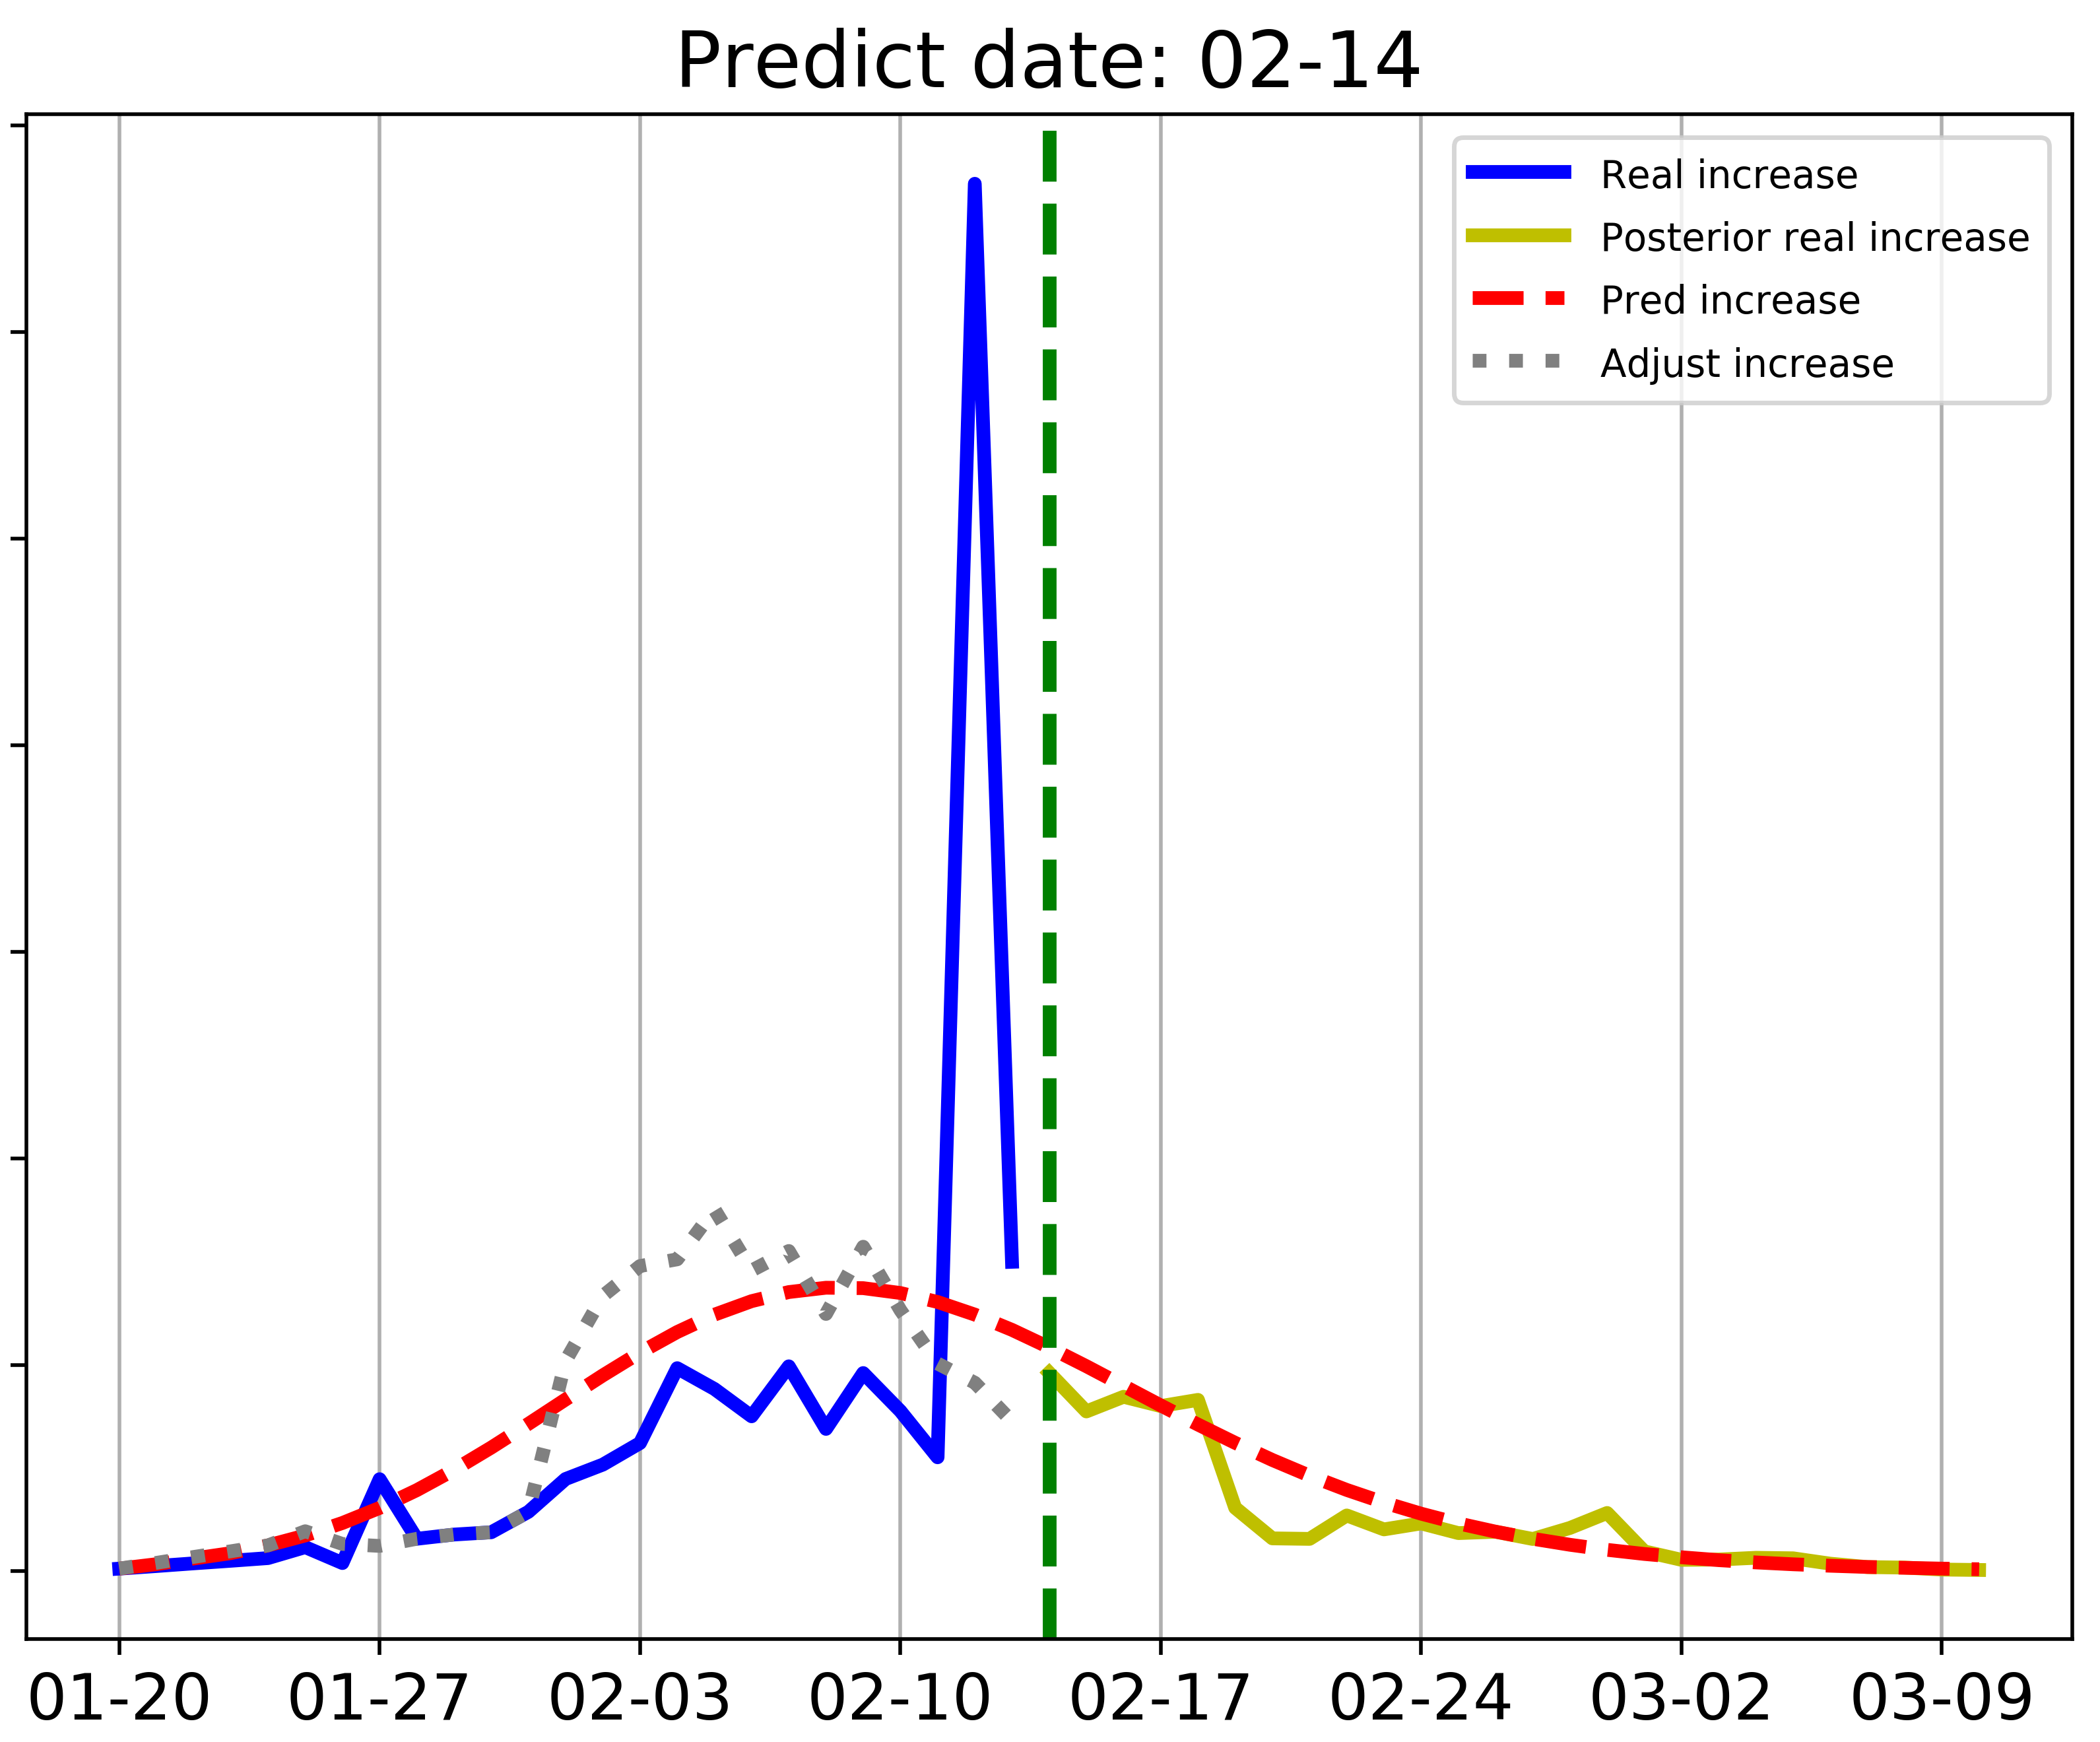 Predict date: 02-14
Real increase
Posterior real increase
Pred increase
Adjust increase
01-20 01-27 02-03 02-10 02-17 02-24 03-02 03-09